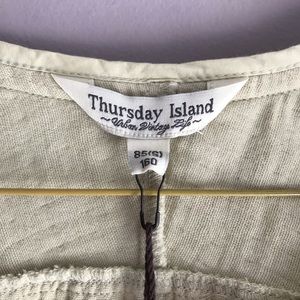 Thursday Island
~Urban Vintage Life~
85(S)
160